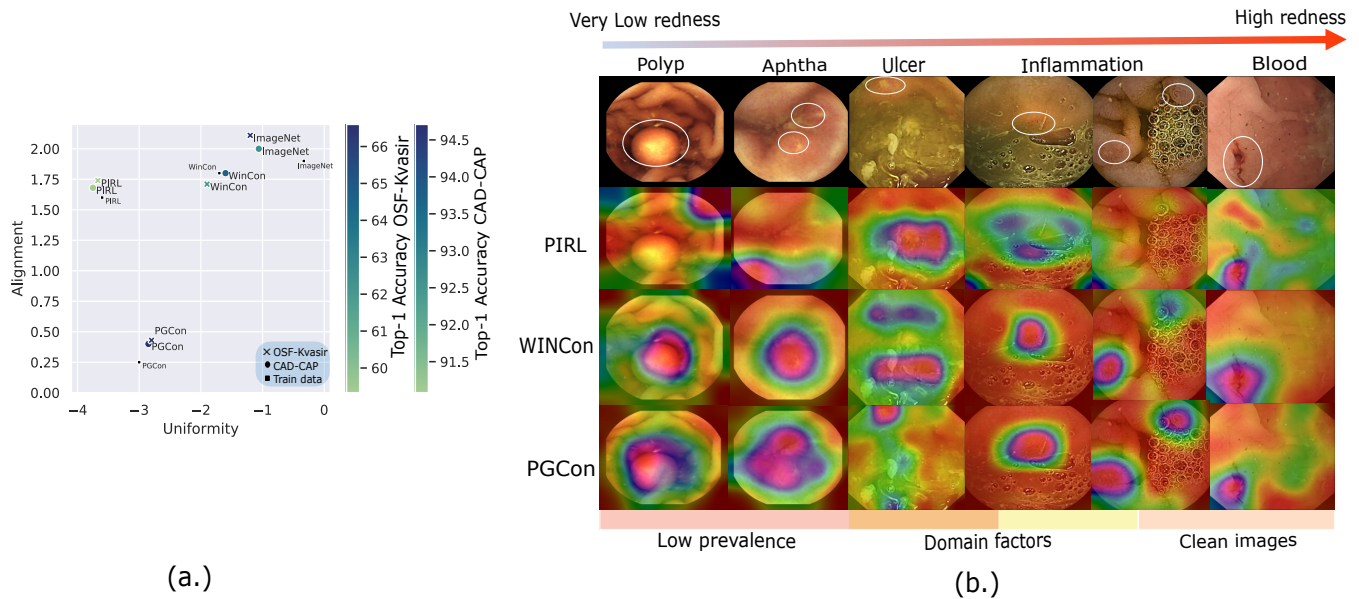 Very Low redness
High redness
Polyp
Aphtha
Ulcer
Inflammation
Blood
PIRL
WINCon
PGCon
Low prevalence
Domain factors
Clean images
(b.)
Alignment
2.00
1.75
1.50
1.25
1.00
0.75
0.50
0.25
0.00
ImageNet
ImageNet
ImageNet
WinCon
WinCon
WinCon
PIRL
PIRL
PIRL
PGCon
PGCon
PGCon
OSF-Kvasir
CAD-CAP
Train data
−4
−3
−2
−1
0
Uniformity
66
65
64
63
62
61
60
Top-1 Accuracy OSF-Kvasir
94.5
94.0
93.5
93.0
92.5
92.0
91.5
Top-1 Accuracy CAD-CAP
(a.)